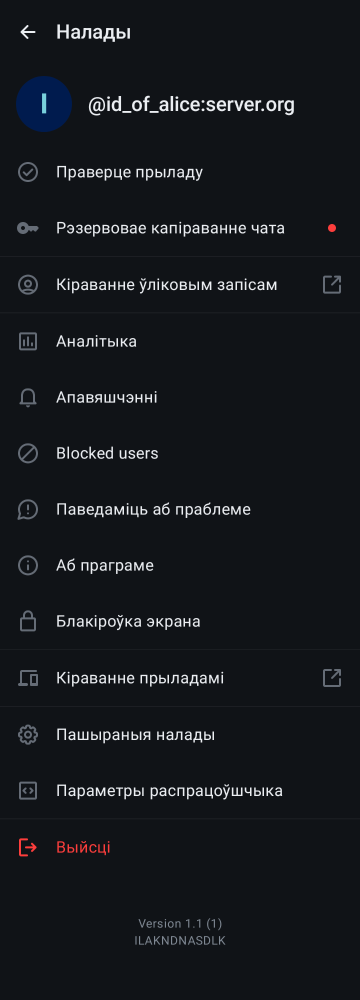 Налады
I
@id_of_alice:server.org
Праверце прыладу
Рэзервовае капіраванне чата
Кіраванне ўліковым запісам
Аналітыка
Апавяшчэнні
Blocked users
Паведаміць аб праблеме
Аб праграме
Блакіроўка экрана
Кіраванне прыладамі
Пашыраныя налады
Параметры распрацоўшчыка
Выйсці
Version 1.1 (1)
ILAKNDNASDLK